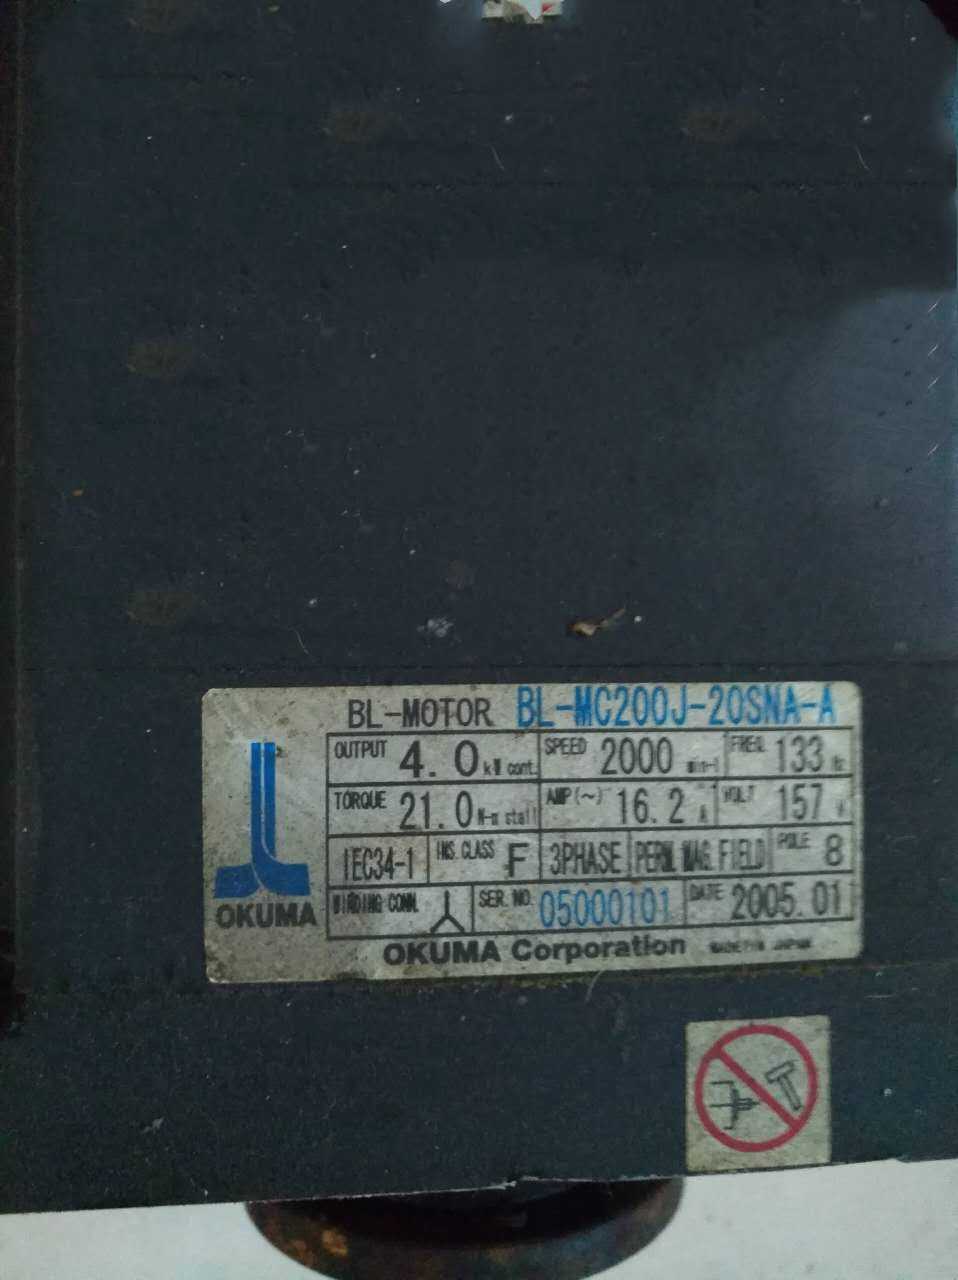 BL-MOTOR BL-MC200J-20SNA-A
OUTPUT 4.0 kW cont. SPEED 2000 min-1 FREQ. 133 Hz
TORQUE 21.0 N-m stall AMP(~) 16.2 A VOLT 157 V
IEC34-1 INS.CLASS F 3PHASE PERM. MAG. FIELD POLE 8
WINDING CONN. SER.NO. 05000101 DATE 2005.01
OKUMA
OKUMA Corporation MADE IN JAPAN